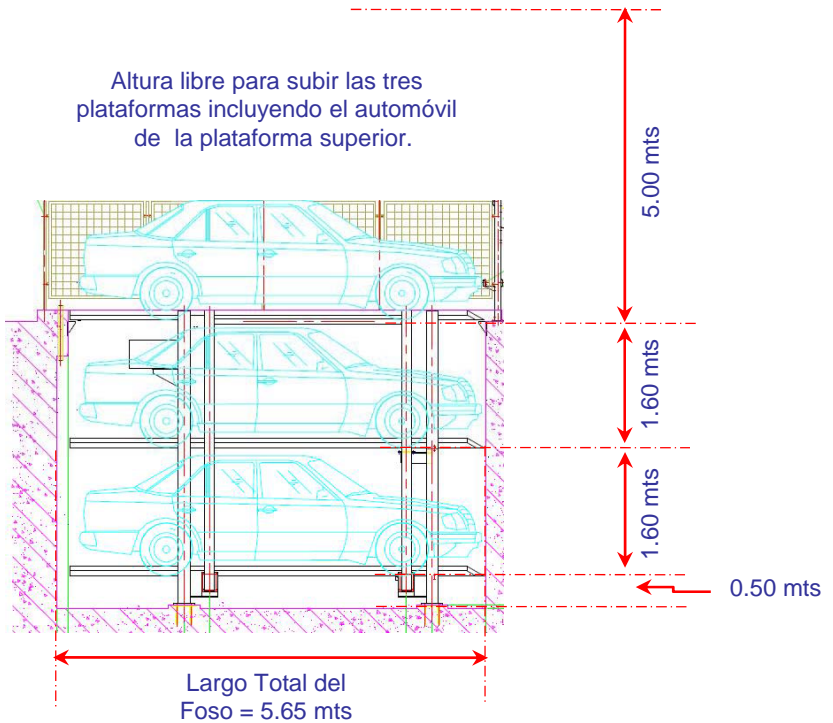 Altura libre para subir las tres
plataformas incluyendo el automóvil
de la plataforma superior.
5.00 mts
1.60 mts
1.60 mts
0.50 mts
Largo Total del
Foso = 5.65 mts